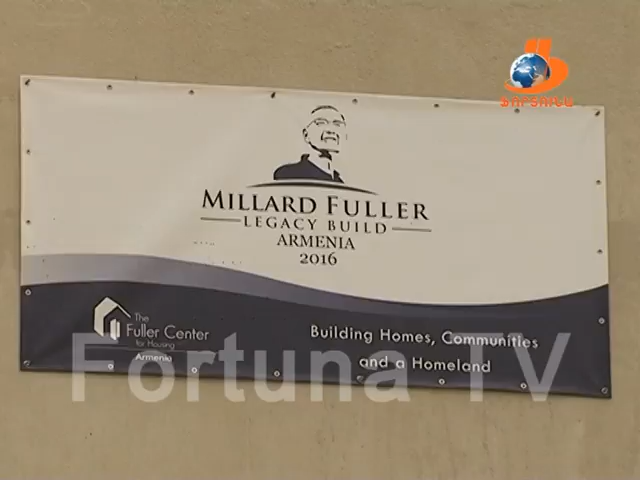 ՖՈՐՏՈՒՆԱ
MILLARD FULLER
LEGACY BUILD
ARMENIA
2016
The
Fuller Center
for Housing
Armenia
Building Homes, Communities
and a Homeland
Fortuna TV